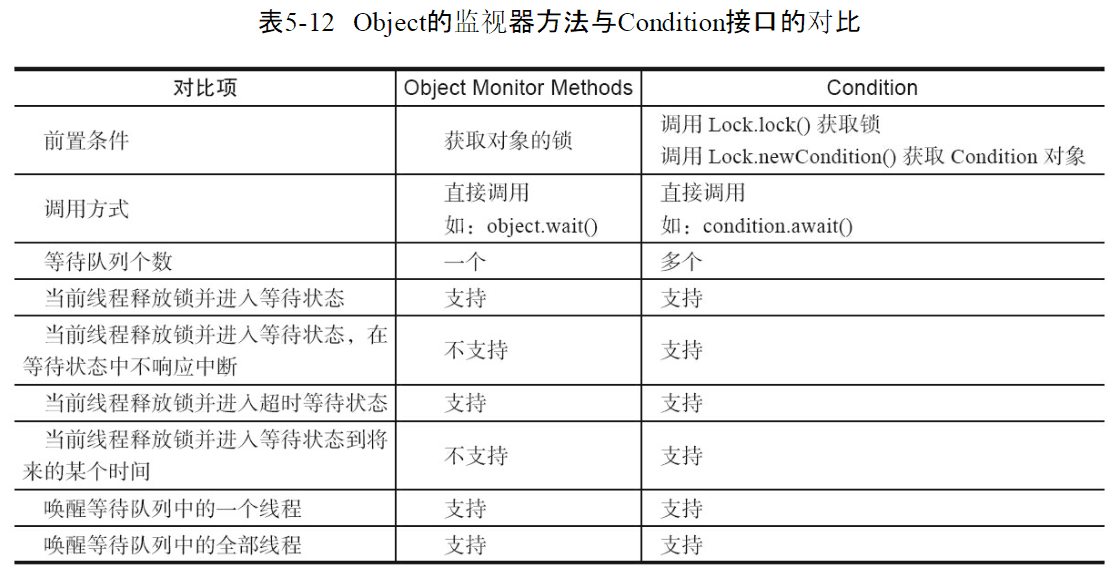 表5-12 Object的监视器方法与Condition接口的对比
对比项 Object Monitor Methods Condition
前置条件 获取对象的锁 调用 Lock.lock() 获取锁
调用 Lock.newCondition() 获取 Condition 对象
调用方式 直接调用 直接调用
如：object.wait() 如：condition.await()
等待队列个数 一个 多个
当前线程释放锁并进入等待状态 支持 支持
当前线程释放锁并进入等待状态，在
等待状态中不响应中断 不支持 支持
当前线程释放锁并进入超时等待状态 支持 支持
当前线程释放锁并进入等待状态到将
来的某个时间 不支持 支持
唤醒等待队列中的一个线程 支持 支持
唤醒等待队列中的全部线程 支持 支持